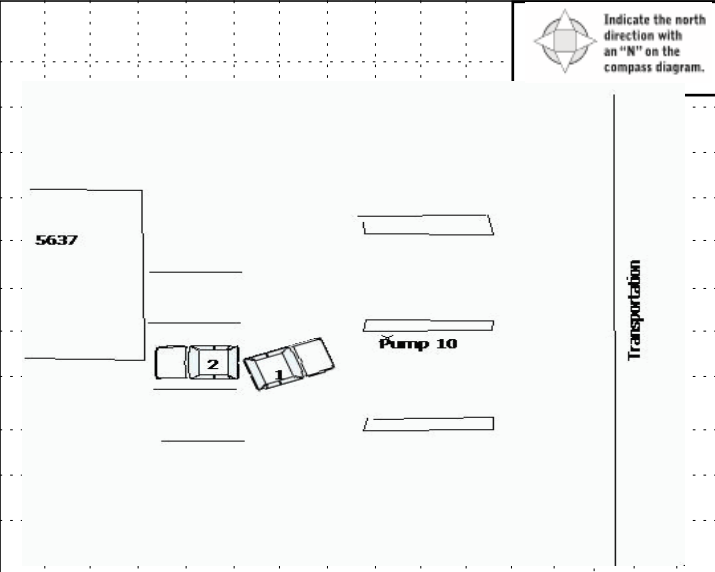 Indicate the north
direction with
an “N” on the
compass diagram.
5637
Transportation
Pump 10
2
1